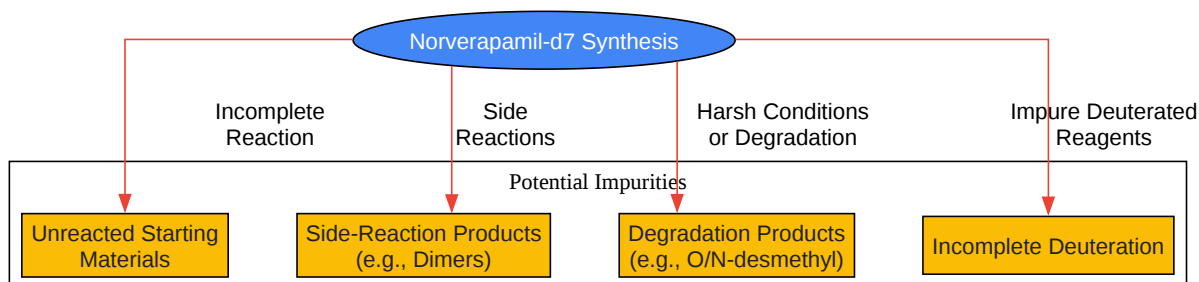 Norverapamil-d7 Synthesis
Incomplete
Reaction
Side
Reactions
Harsh Conditions
or Degradation
Impure Deuterated
Reagents
Potential Impurities
Unreacted Starting
Materials
Side-Reaction Products
(e.g., Dimers)
Degradation Products
(e.g., O/N-desmethyl)
Incomplete Deuteration